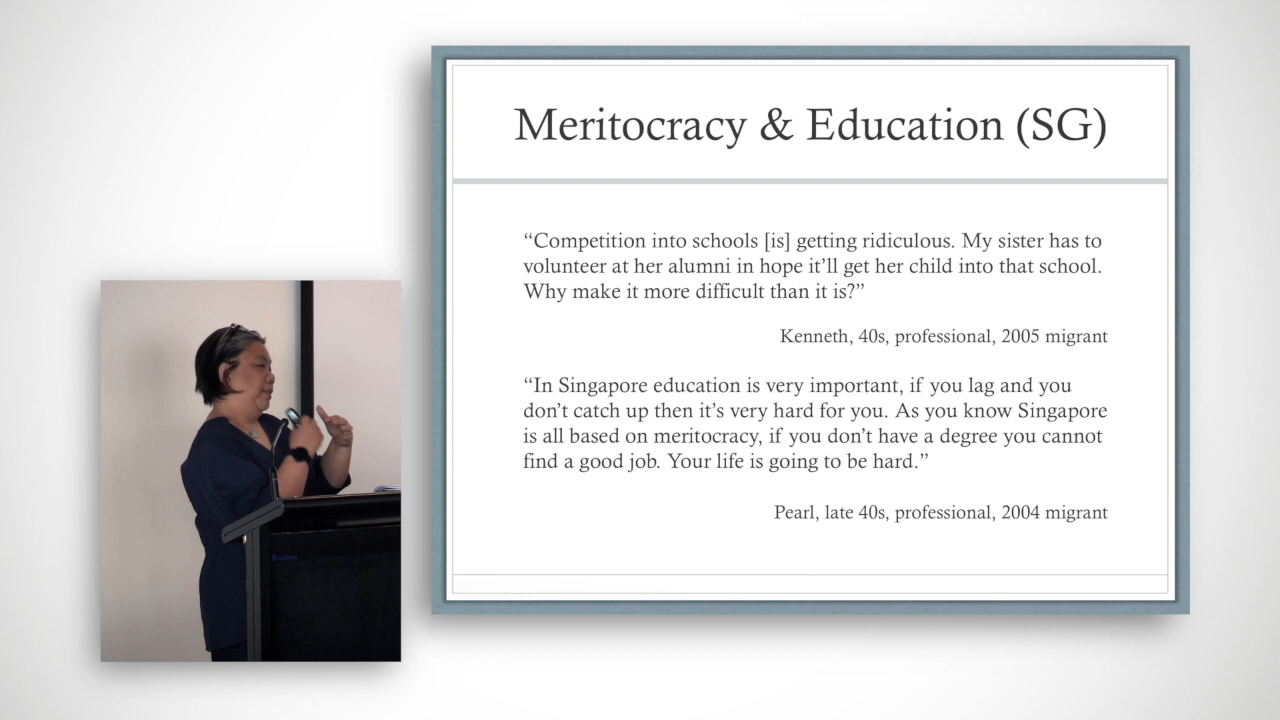 Meritocracy & Education (SG)
“Competition into schools [is] getting ridiculous. My sister has to
volunteer at her alumni in hope it’ll get her child into that school.
Why make it more difficult than it is?”
Kenneth, 40s, professional, 2005 migrant
“In Singapore education is very important, if you lag and you
don’t catch up then it’s very hard for you. As you know Singapore
is all based on meritocracy, if you don’t have a degree you cannot
find a good job. Your life is going to be hard.”
Pearl, late 40s, professional, 2004 migrant